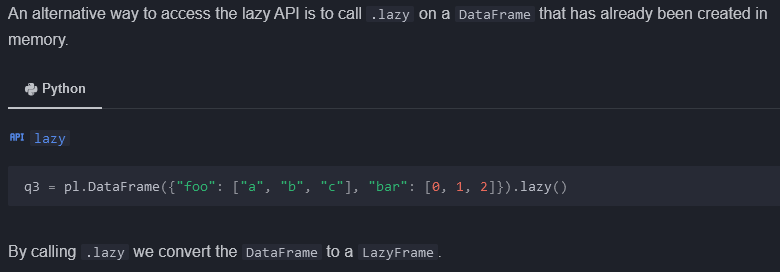 An alternative way to access the lazy API is to call .lazy on a DataFrame that has already been created in
memory.
Python
API lazy
q3 = pl.DataFrame({"foo": ["a", "b", "c"], "bar": [0, 1, 2]}).lazy()
By calling .lazy we convert the DataFrame to a LazyFrame.